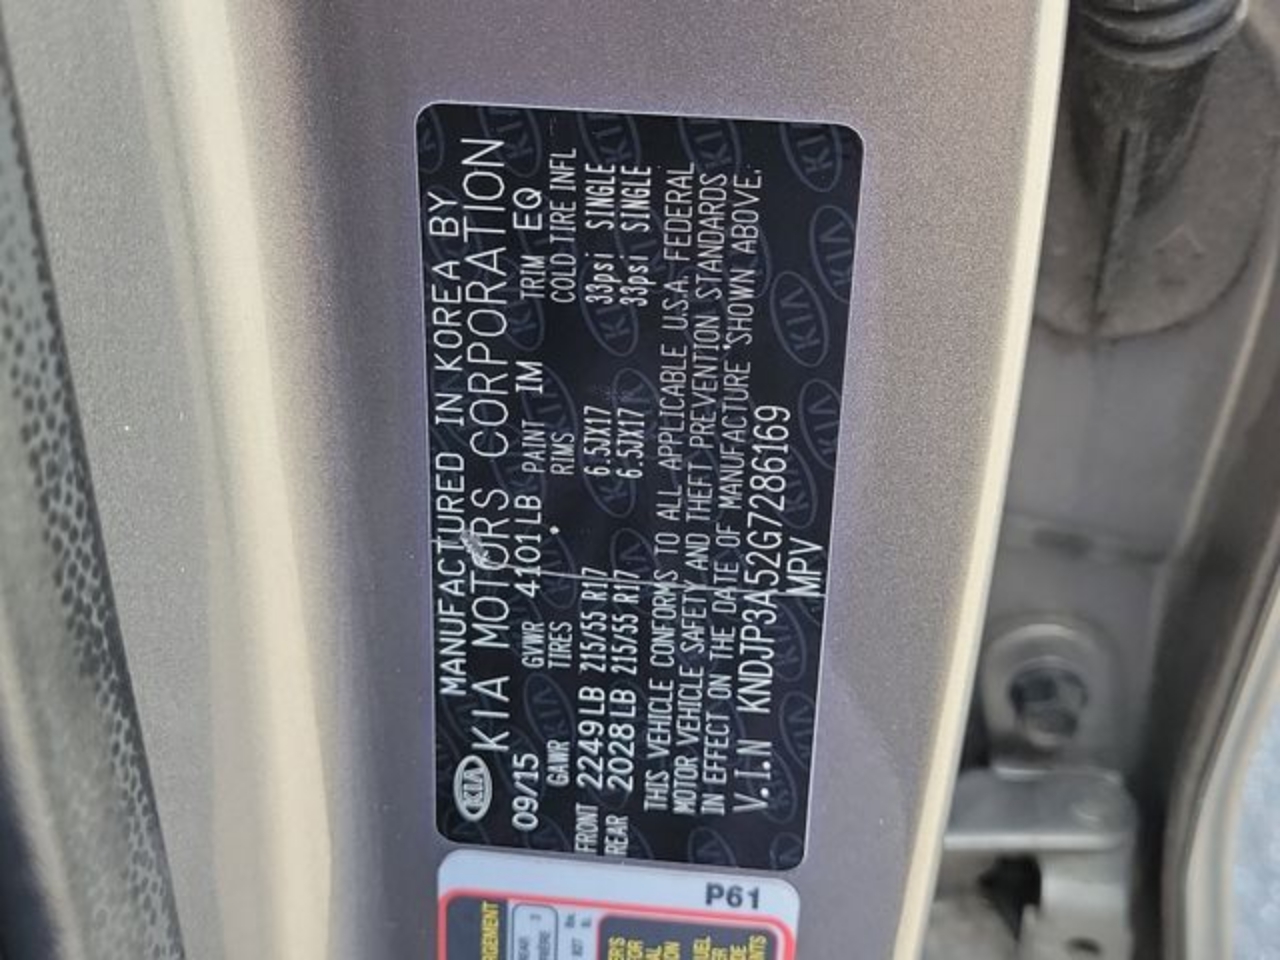 MANUFACTURED IN KOREA BY
KIA KIA MOTORS CORPORATION
09/15 GVWR 4101LB PAINT IM TRIM EQ
GAWR TIRES RIMS COLD TIRE INFL
FRONT 2249LB 215/55 R17 6.5JX17 33psi SINGLE
REAR 2028LB 215/55 R17 6.5JX17 33psi SINGLE
THIS VEHICLE CONFORMS TO ALL APPLICABLE U.S.A. FEDERAL
MOTOR VEHICLE SAFETY AND THEFT PREVENTION STANDARDS
IN EFFECT ON THE DATE OF MANUFACTURE SHOWN ABOVE.
V.I.N KNDJP3A52G7286169
MPV
P61